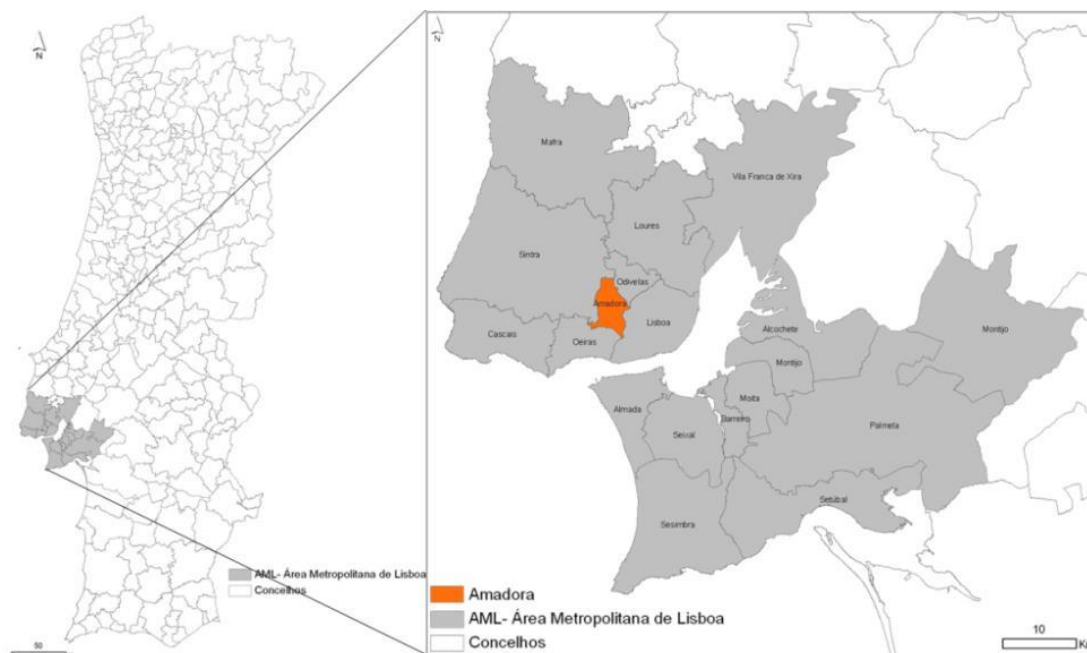 N
AML- Área Metropolitana de Lisboa
Concelhos
50
N
Mafra
Vila Franca de Xira
Loures
Sintra
Odivelas
Amadora
Lisboa
Cascais
Oeiras
Alcochete
Montijo
Montijo
Almada
Moita
Barreiro
Seixal
Palmela
Setúbal
Sesimbra
Amadora
AML- Área Metropolitana de Lisboa
Concelhos
10